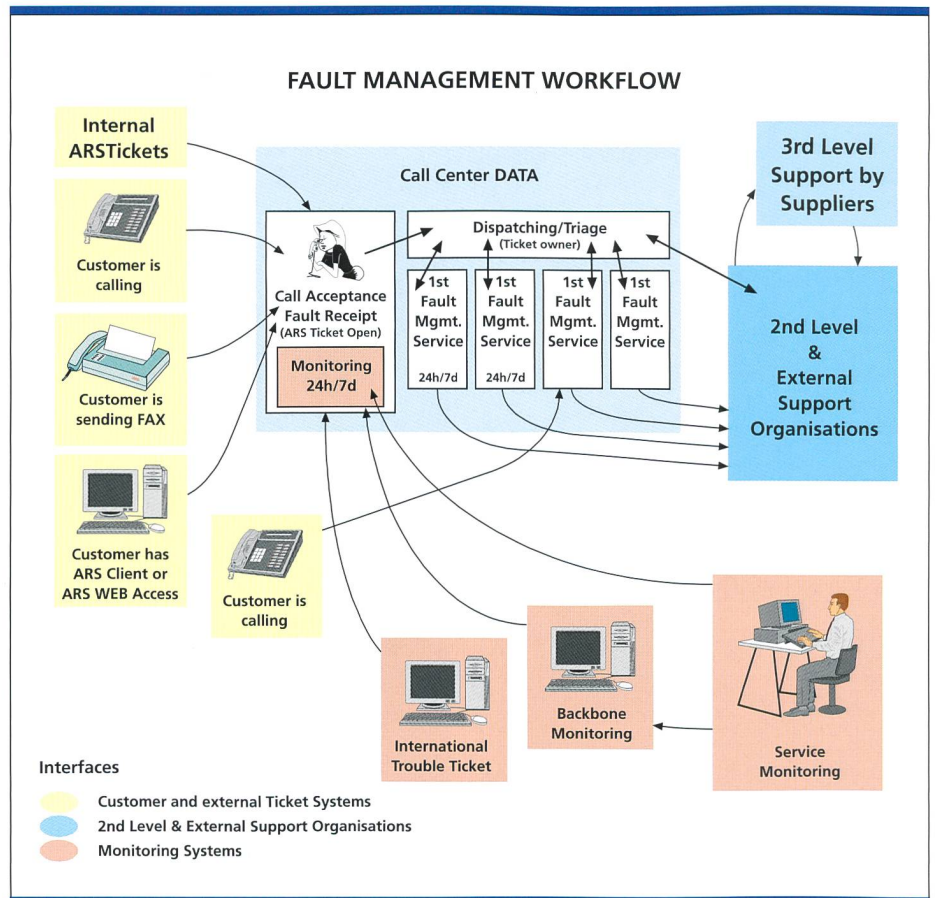 FAULT MANAGEMENT WORKFLOW
Internal
ARSTickets
Customer is
calling
Customer is
sending FAX
Customer has
ARS Client or
ARS WEB Access
Call Center DATA
Call Acceptance
Fault Receipt
(ARS Ticket Open)
Monitoring
24h/7d
Dispatching/Triage
(Ticket owner)
1st
Fault
Mgmt.
Service
24h/7d
1st
Fault
Mgmt.
Service
24h/7d
1st
Fault
Mgmt.
Service
1st
Fault
Mgmt.
Service
3rd Level
Support by
Suppliers
2nd Level
&
External
Support
Organisations
Customer is
calling
International
Trouble Ticket
Backbone
Monitoring
Service
Monitoring
Interfaces
Customer and external Ticket Systems
2nd Level & External Support Organisations
Monitoring Systems